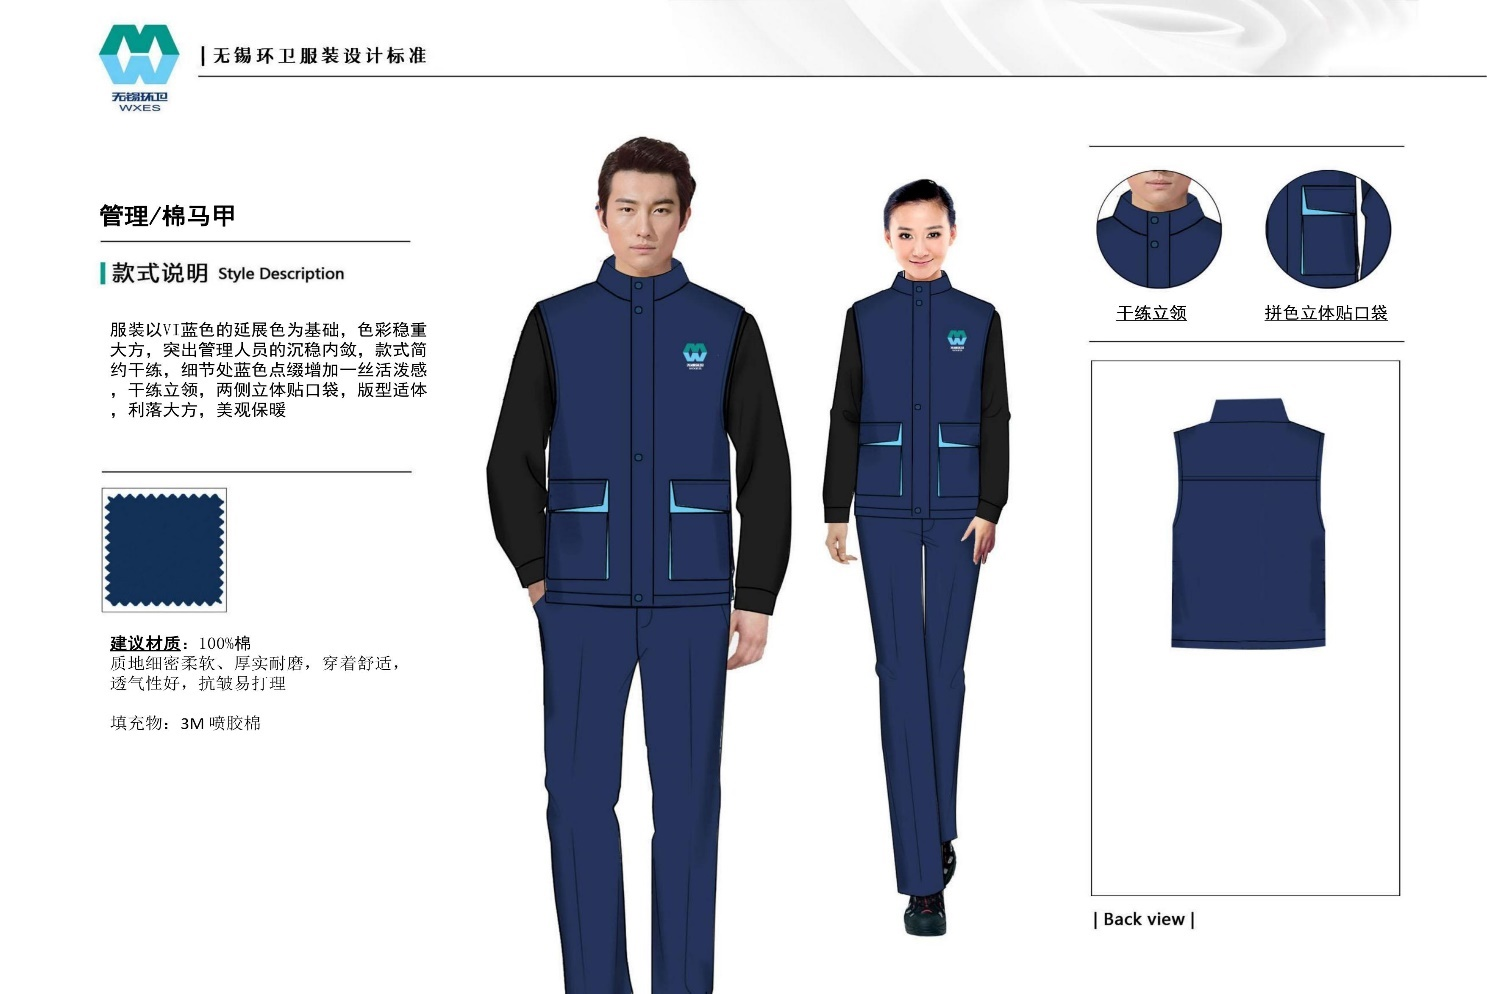 无锡环卫
WXES
|无锡环卫服装设计标准
管理/棉马甲
款式说明 Style Description
服装以VI蓝色的延展色为基础，色彩稳重
大方，突出管理人员的沉稳内敛，款式简
约干练，细节处蓝色点缀增加一丝活泼感
，干练立领，两侧立体贴口袋，版型适体
，利落大方，美观保暖
建议材质：100%棉
质地细密柔软、厚实耐磨，穿着舒适，
透气性好，抗皱易打理
填充物：3M 喷胶棉
干练立领
拼色立体贴口袋
| Back view |